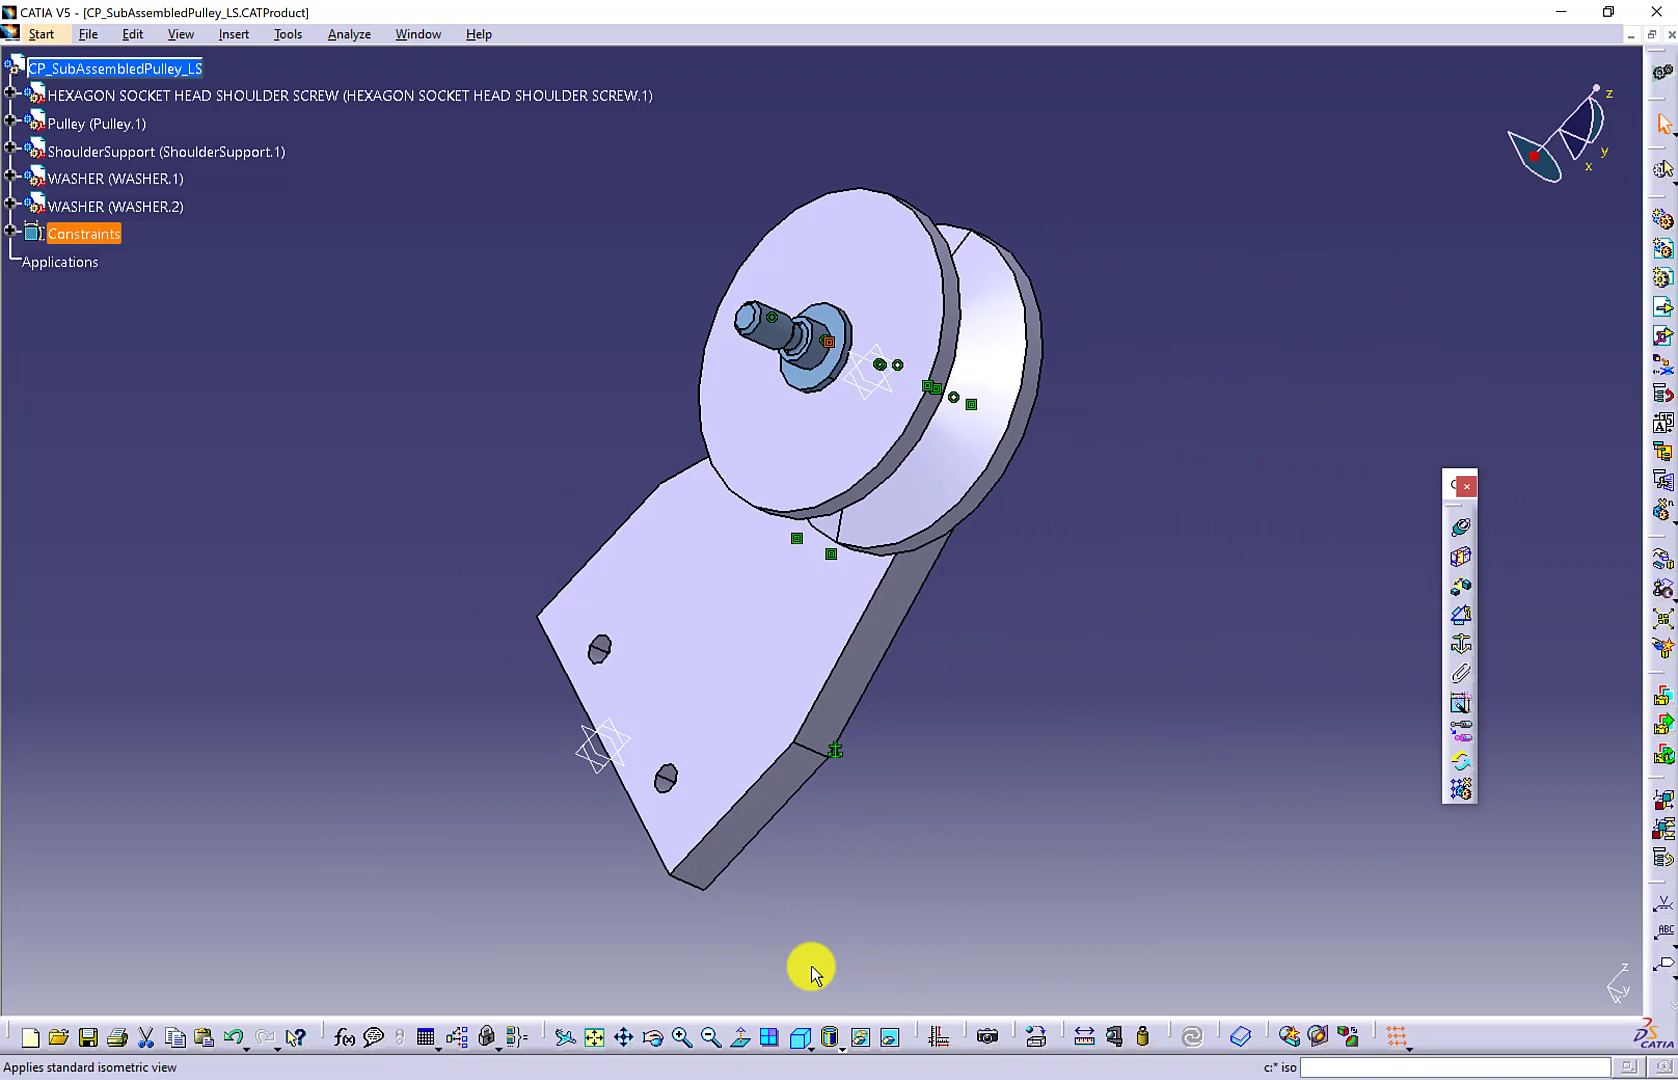 CATIA V5 - [CP_SubAssembledPulley_LS.CATProduct]
Start File Edit View Insert Tools Analyze Window Help
CP_SubAssembledPulley_LS
HEXAGON SOCKET HEAD SHOULDER SCREW (HEXAGON SOCKET HEAD SHOULDER SCREW.1)
Pulley (Pulley.1)
ShoulderSupport (ShoulderSupport.1)
WASHER (WASHER.1)
WASHER (WASHER.2)
Constraints
Applications
z
y
x
z
y
x
ABC
CATIA
Applies standard isometric view
c:* iso